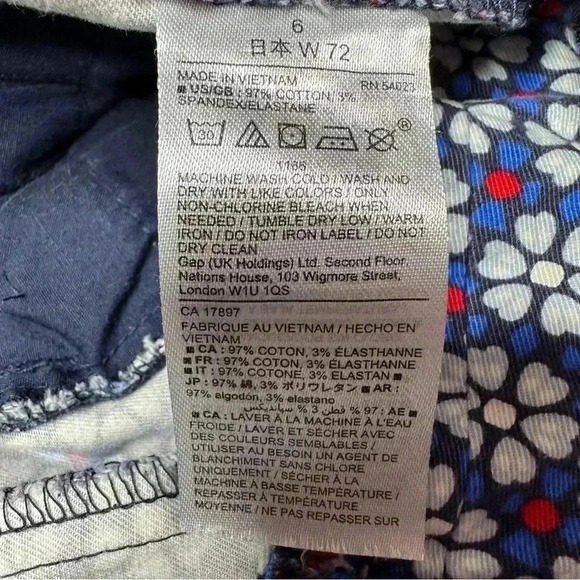 6
日本 W 72
MADE IN VIETNAM RN 54023
■ US/GB : 97% COTTON, 3%
SPANDEX/ELASTANE
30
®
1186
MACHINE WASH COLD / WASH AND
DRY WITH LIKE COLORS / ONLY
NON-CHLORINE BLEACH WHEN
NEEDED / TUMBLE DRY LOW / WARM
IRON / DO NOT IRON LABEL / DO NOT
DRY CLEAN
Gap (UK Holdings) Ltd. Second Floor,
Nations House, 103 Wigmore Street,
London W1U 1QS
CA 17897
FABRIQUE AU VIETNAM / HECHO EN
VIETNAM
■ CA : 97% COTON, 3% ÉLASTHANNE
■ FR : 97% COTON, 3% ÉLASTHANNE
■ IT : 97% COTONE, 3% ELASTAN ■
JP : 97% 綿, 3% ポリウレタン ■ AR :
97% algodón, 3% elastano
■ AE : 97 % قطن 3 % سپاندیکس
■ CA : LAVER À LA MACHINE À L'EAU
FROIDE / LAVER ET SÉCHER AVEC
DES COULEURS SEMBLABLES /
UTILISER AU BESOIN UN AGENT DE
BLANCHIMENT SANS CHLORE
UNIQUEMENT / SÉCHER À LA
MACHINE À BASSE TEMPÉRATURE /
REPASSER À TEMPÉRATURE
MOYENNE / NE PAS REPASSER